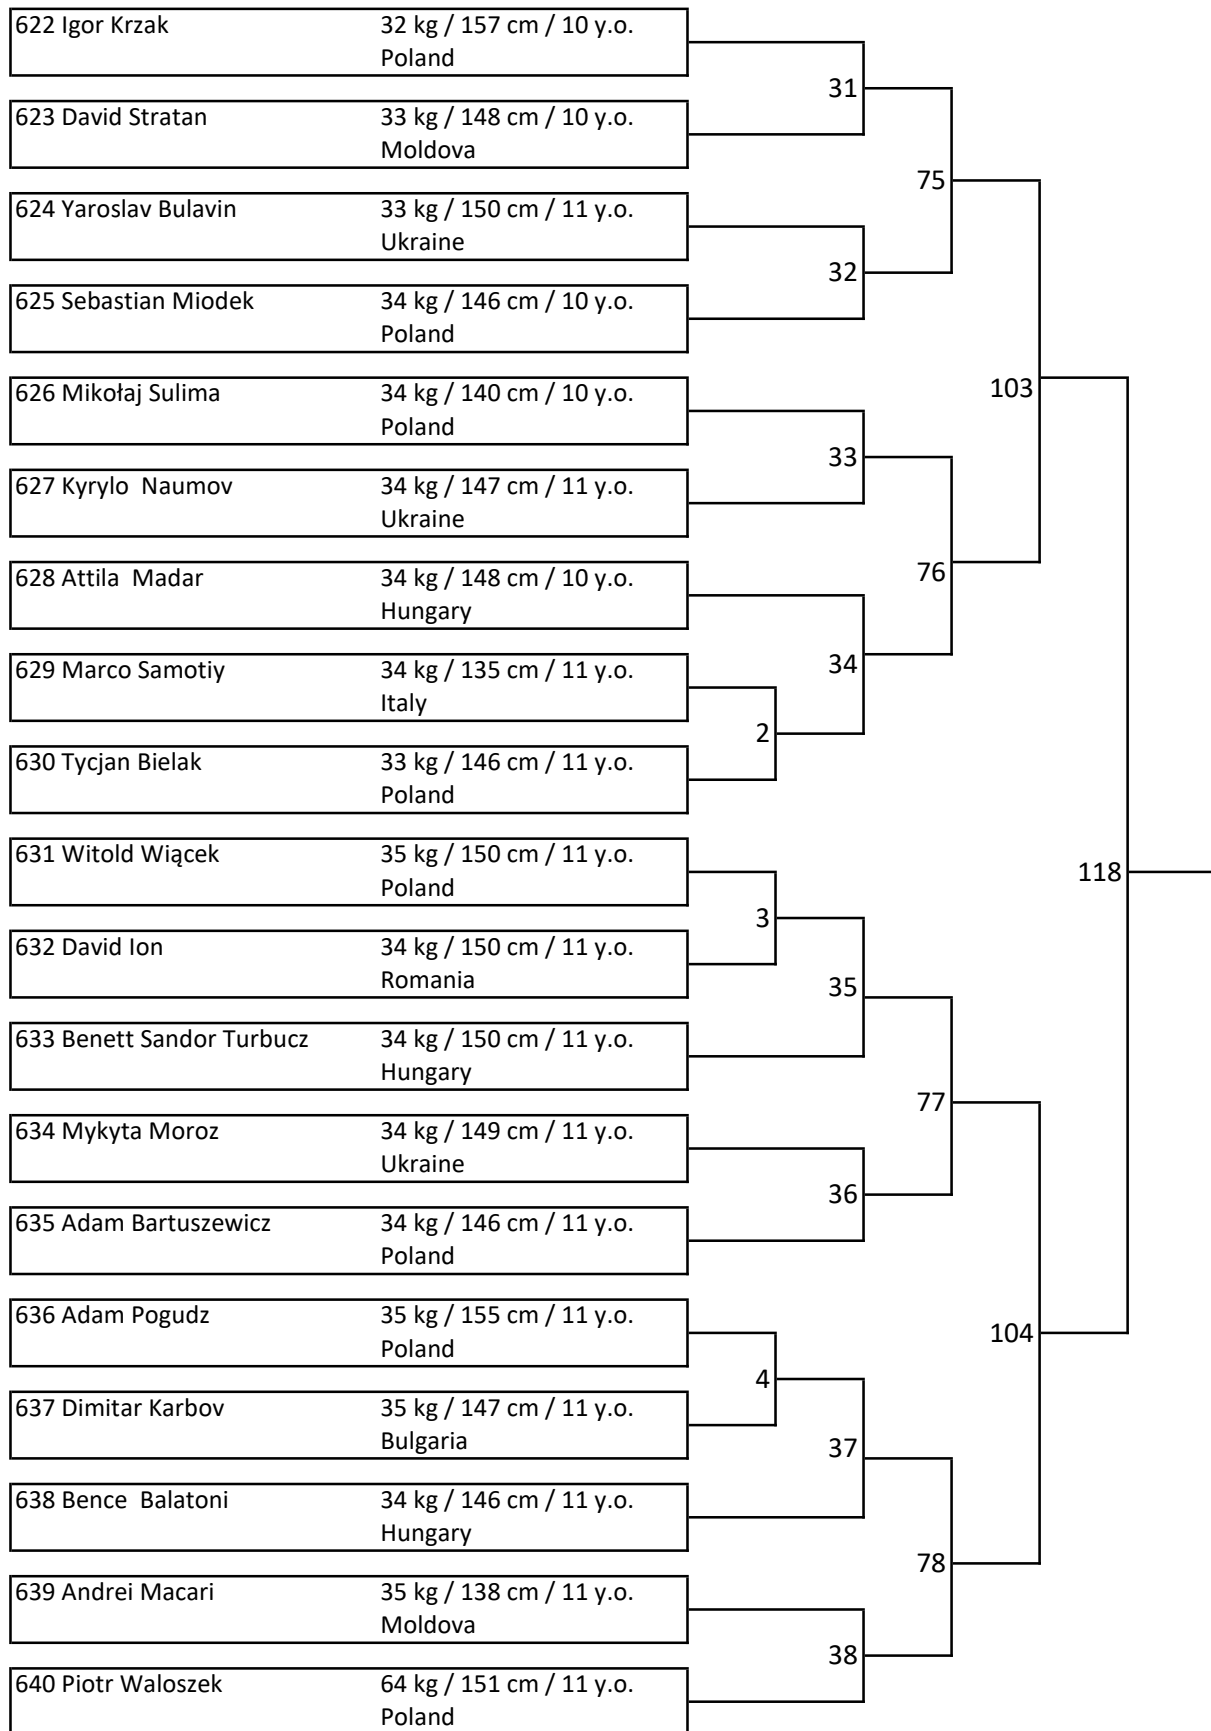 622 Igor Krzak 32 kg / 157 cm / 10 y.o.
Poland
31
623 David Stratan 33 kg / 148 cm / 10 y.o.
Moldova
75
624 Yaroslav Bulavin 33 kg / 150 cm / 11 y.o.
Ukraine
32
625 Sebastian Miodek 34 kg / 146 cm / 10 y.o.
Poland
103
626 Mikołaj Sulima 34 kg / 140 cm / 10 y.o.
Poland
33
627 Kyrylo  Naumov 34 kg / 147 cm / 11 y.o.
Ukraine
76
628 Attila  Madar 34 kg / 148 cm / 10 y.o.
Hungary
34
629 Marco Samotiy 34 kg / 135 cm / 11 y.o.
Italy
2
630 Tycjan Bielak 33 kg / 146 cm / 11 y.o.
Poland
631 Witold Wiącek 35 kg / 150 cm / 11 y.o.
118
Poland
3
632 David Ion 34 kg / 150 cm / 11 y.o.
Romania
35
633 Benett Sandor Turbucz 34 kg / 150 cm / 11 y.o.
Hungary
77
634 Mykyta Moroz 34 kg / 149 cm / 11 y.o.
Ukraine
36
635 Adam Bartuszewicz 34 kg / 146 cm / 11 y.o.
Poland
636 Adam Pogudz 35 kg / 155 cm / 11 y.o.
104
Poland
4
637 Dimitar Karbov 35 kg / 147 cm / 11 y.o.
Bulgaria
37
638 Bence  Balatoni 34 kg / 146 cm / 11 y.o.
Hungary
78
639 Andrei Macari 35 kg / 138 cm / 11 y.o.
Moldova
38
640 Piotr Waloszek 64 kg / 151 cm / 11 y.o.
Poland